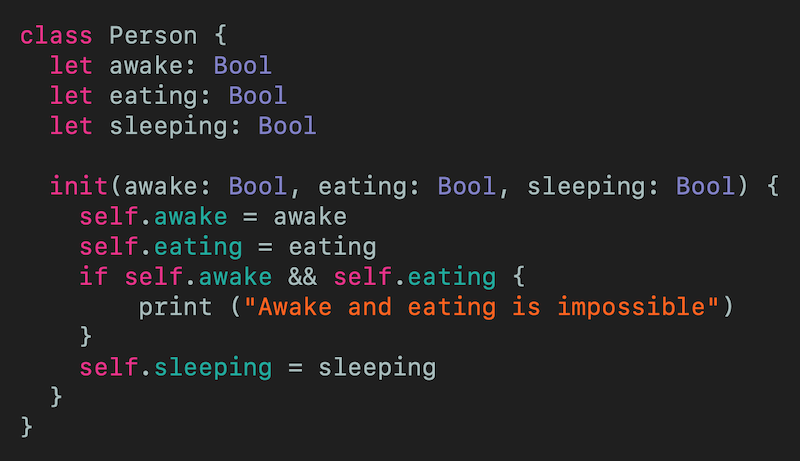 class Person {
  let awake: Bool
  let eating: Bool
  let sleeping: Bool

  init(awake: Bool, eating: Bool, sleeping: Bool) {
    self.awake = awake
    self.eating = eating
    if self.awake && self.eating {
        print ("Awake and eating is impossible")
    }
    self.sleeping = sleeping
  }
}